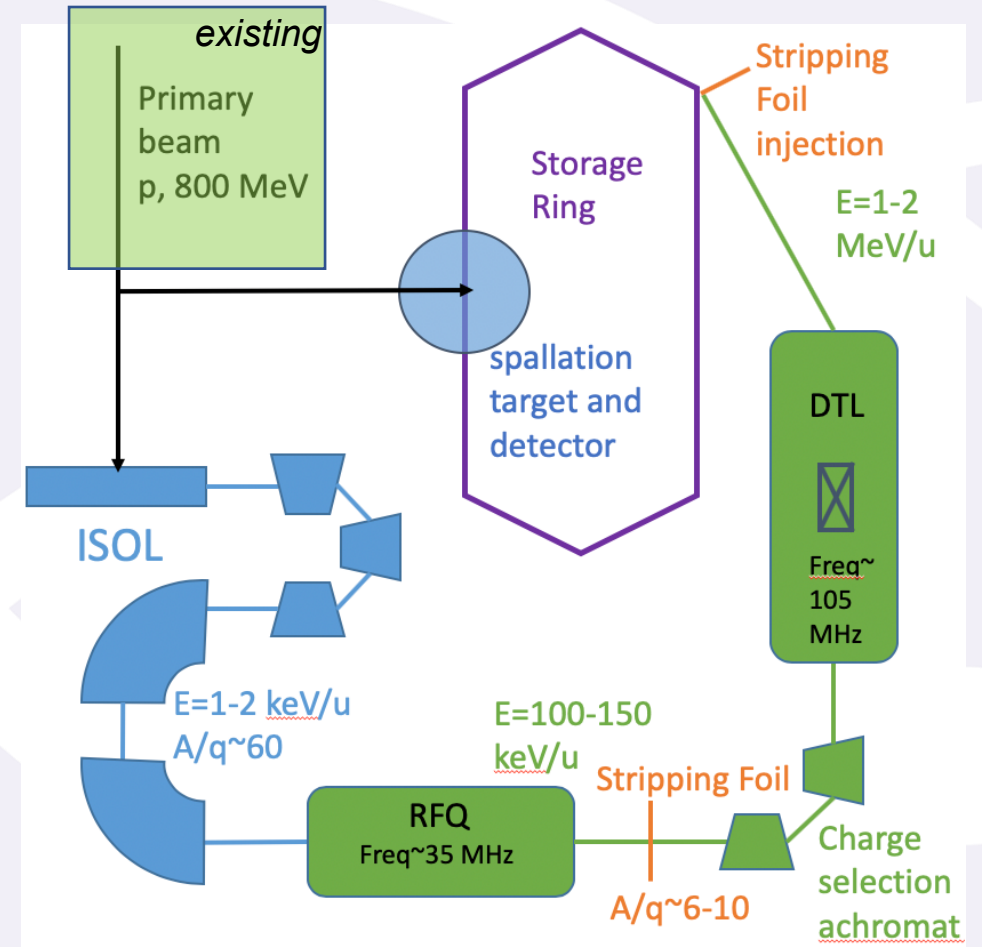 existing
Primary
beam
p, 800 MeV
Storage
Ring
Stripping
Foil
injection
E=1-2
MeV/u
spallation
target and
detector
DTL
Freq~
105
MHz
ISOL
E=1-2 keV/u
A/q~60
E=100-150
keV/u
RFQ
Freq~35 MHz
Stripping Foil
A/q~6-10
Charge
selection
achromat